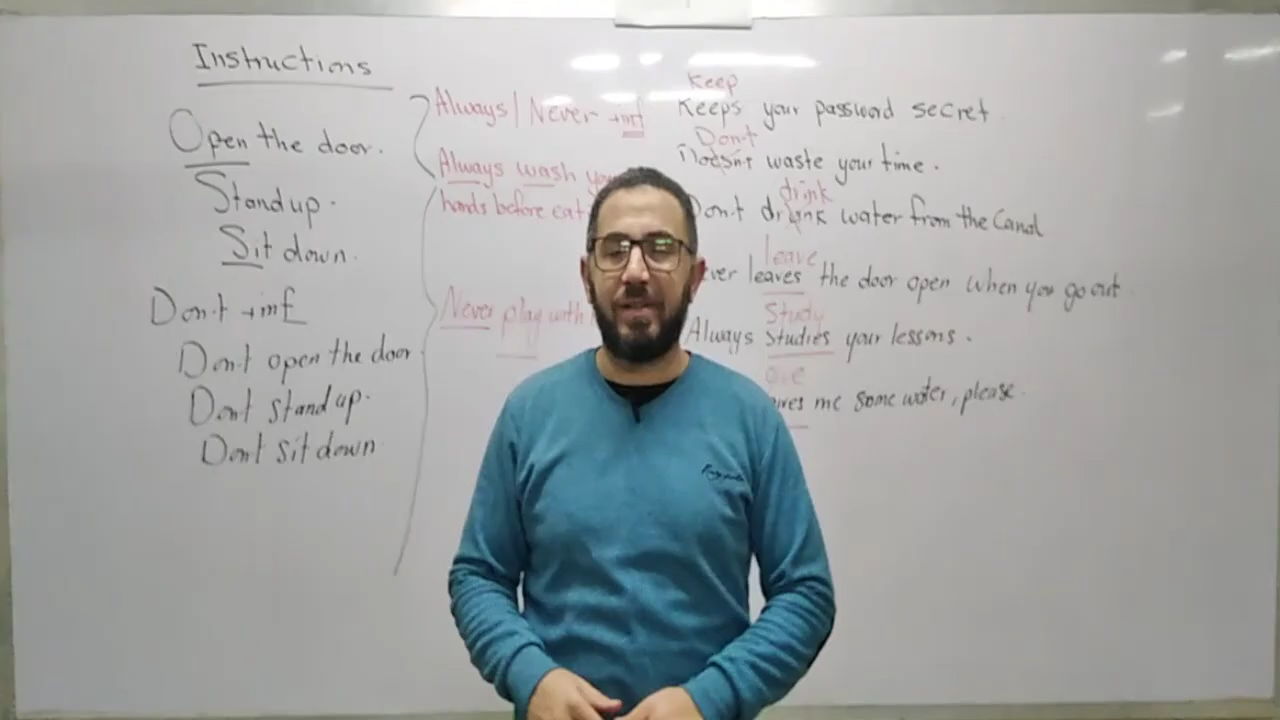 Instructions
Open the door.
Stand up.
Sit down.
Don't + inf
Don't open the door
Don't stand up.
Don't sit down
Always / Never + inf
Always wash
hands before
Never play with
Keep
Keeps your password secret.
Don't
Doesn't waste your time.
drink
Don't drunk water from the Canal
leave
leaves the door open when you go out.
Study
Always Studies your lessons.
me some water, please.